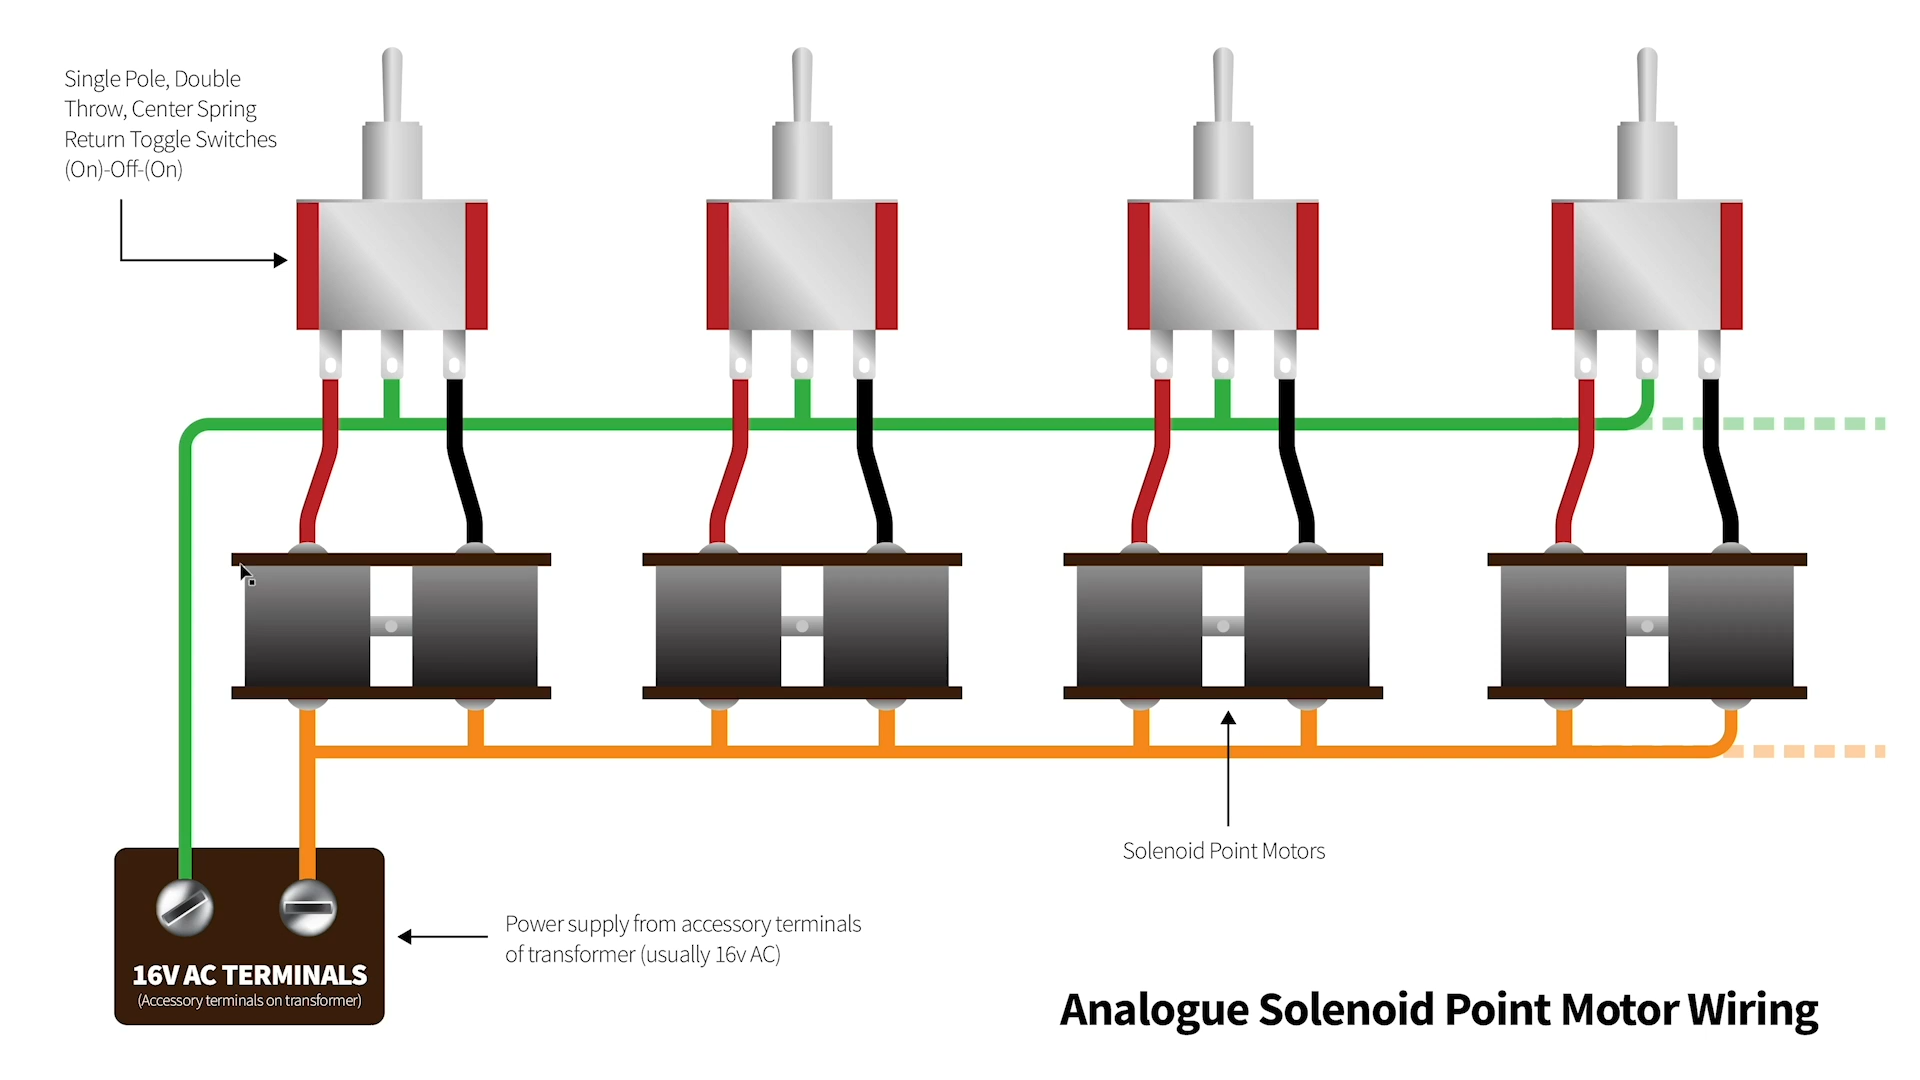 Single Pole, Double
Throw, Center Spring
Return Toggle Switches
(On)-Off-(On)
Solenoid Point Motors
Power supply from accessory terminals
of transformer (usually 16v AC)
16V AC TERMINALS
(Accessory terminals on transformer)
Analogue Solenoid Point Motor Wiring